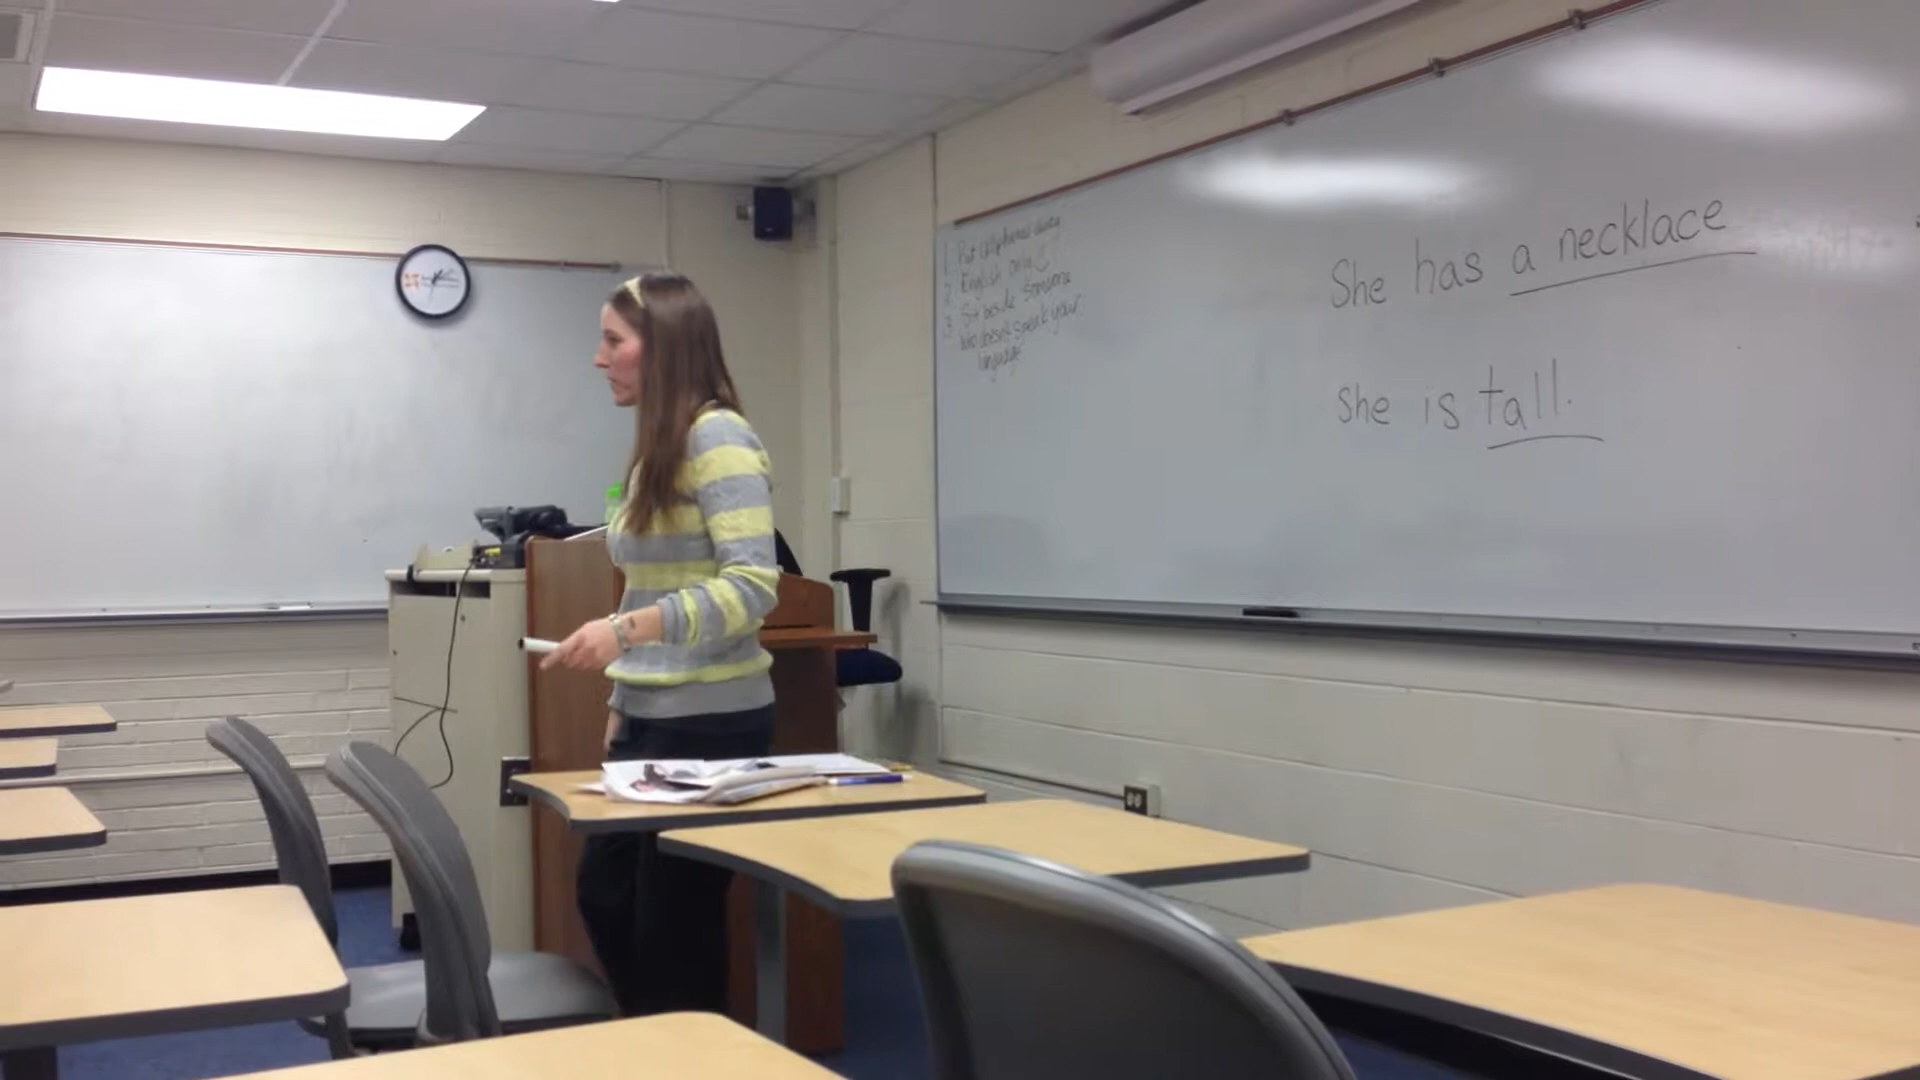 1. Put cellphones away
2. English only
3. Sit beside someone
who doesn't speak your
language
She has a necklace
she is tall.